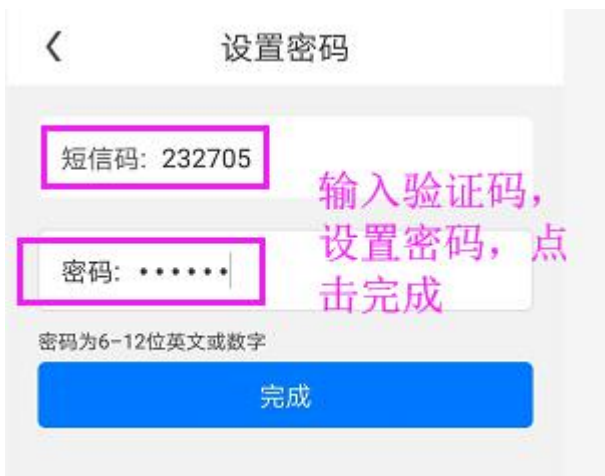 设置密码
短信码: 232705
输入验证码，
设置密码，点
击完成
密码: ••••••
密码为6-12位英文或数字
完成